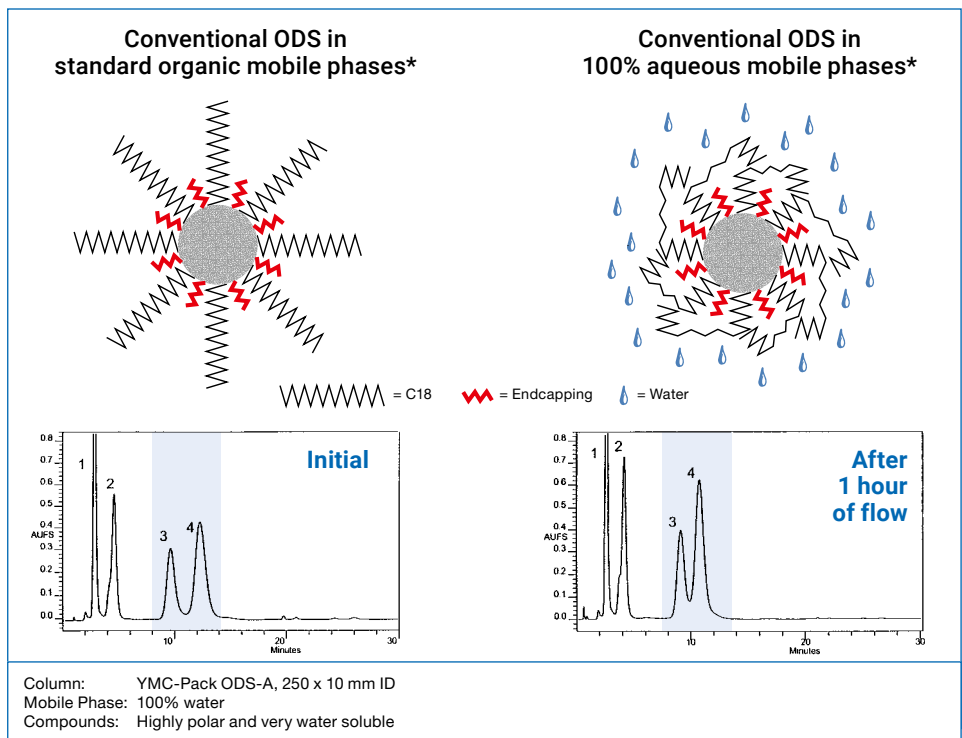 Conventional ODS in
standard organic mobile phases*
Conventional ODS in
100% aqueous mobile phases*
= C18
= Endcapping
= Water
0.8
0.7
0.6
0.5
0.4
AUFS
0.3
0.2
0.1
0.0
1
2
3
4
Initial
10
20
30
Minutes
0.8
0.7
0.6
0.5
0.4
AUFS
0.3
0.2
0.1
0.0
1
2
3
4
After
1 hour
of flow
10
20
30
Minutes
Column: YMC-Pack ODS-A, 250 x 10 mm ID
Mobile Phase: 100% water
Compounds: Highly polar and very water soluble